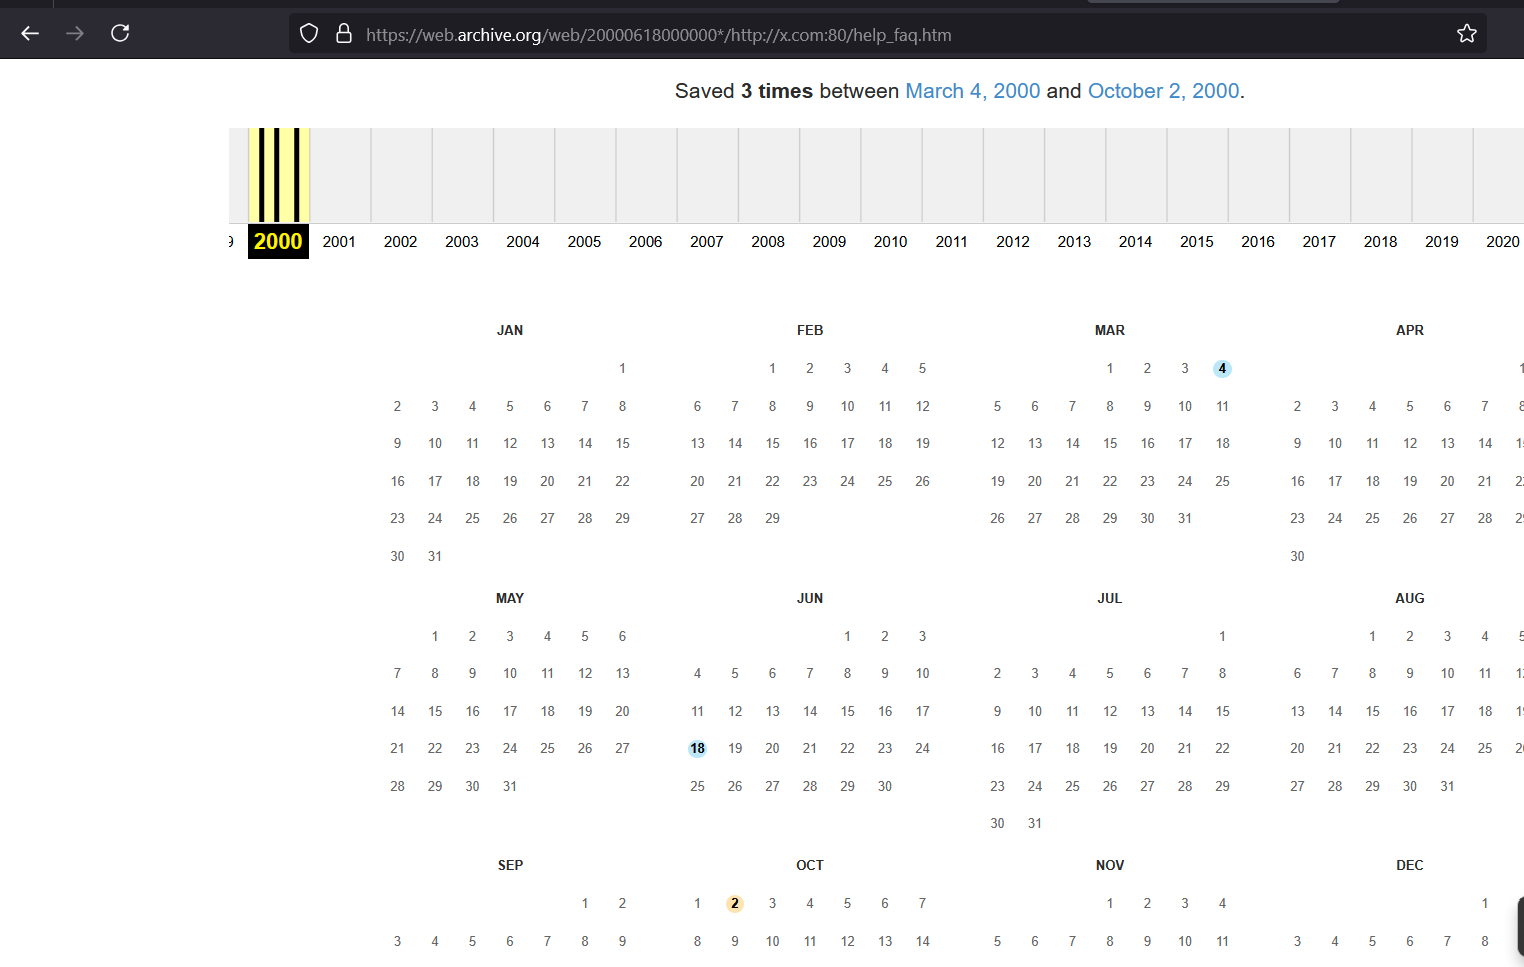 https://web.archive.org/web/20000618000000*/http://x.com:80/help_faq.htm
Saved 3 times between March 4, 2000 and October 2, 2000.
9 2000 2001 2002 2003 2004 2005 2006 2007 2008 2009 2010 2011 2012 2013 2014 2015 2016 2017 2018 2019 2020
JAN
1
2 3 4 5 6 7 8
9 10 11 12 13 14 15
16 17 18 19 20 21 22
23 24 25 26 27 28 29
30 31
FEB
1 2 3 4 5
6 7 8 9 10 11 12
13 14 15 16 17 18 19
20 21 22 23 24 25 26
27 28 29
MAR
1 2 3 4
5 6 7 8 9 10 11
12 13 14 15 16 17 18
19 20 21 22 23 24 25
26 27 28 29 30 31
APR
1
2 3 4 5 6 7 8
9 10 11 12 13 14
16 17 18 19 20 21
23 24 25 26 27 28
30
MAY
1 2 3 4 5 6
7 8 9 10 11 12 13
14 15 16 17 18 19 20
21 22 23 24 25 26 27
28 29 30 31
JUN
1 2 3
4 5 6 7 8 9 10
11 12 13 14 15 16 17
18 19 20 21 22 23 24
25 26 27 28 29 30
JUL
1
2 3 4 5 6 7 8
9 10 11 12 13 14 15
16 17 18 19 20 21 22
23 24 25 26 27 28 29
30 31
AUG
1 2 3 4 5
6 7 8 9 10 11
13 14 15 16 17 18
20 21 22 23 24 25
27 28 29 30 31
SEP
1 2
3 4 5 6 7 8 9
OCT
1 2 3 4 5 6 7
8 9 10 11 12 13 14
NOV
1 2 3 4
5 6 7 8 9 10 11
DEC
1
3 4 5 6 7 8